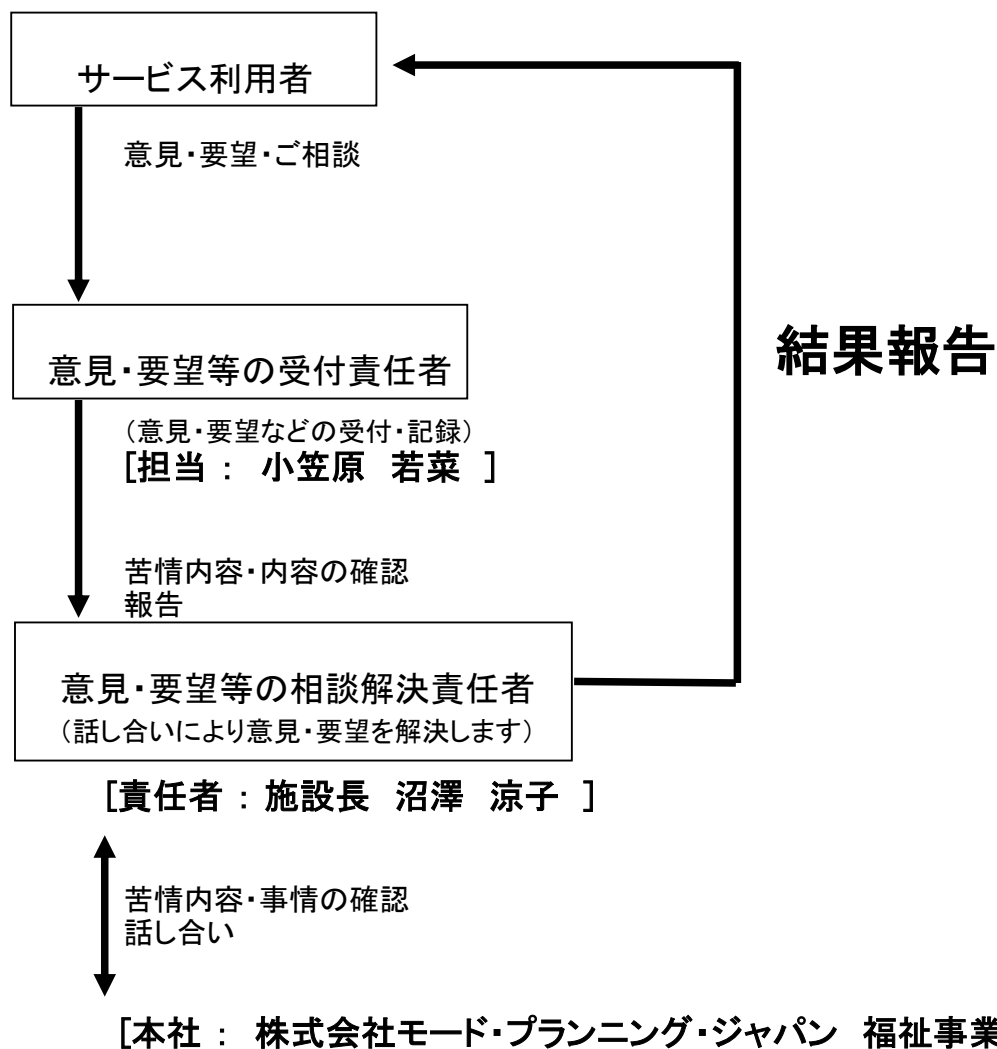 サービス利用者
意見・要望・ご相談
意見・要望等の受付責任者
（意見・要望などの受付・記録）
［担当 ： 小笠原 若菜 ］
苦情内容・内容の確認
報告
意見・要望等の相談解決責任者
（話し合いにより意見・要望を解決します）
［責任者 ： 施設長 沼澤 涼子 ］
苦情内容・事情の確認
話し合い
［本社 ： 株式会社モード・プランニング・ジャパン 福祉事業
結果報告